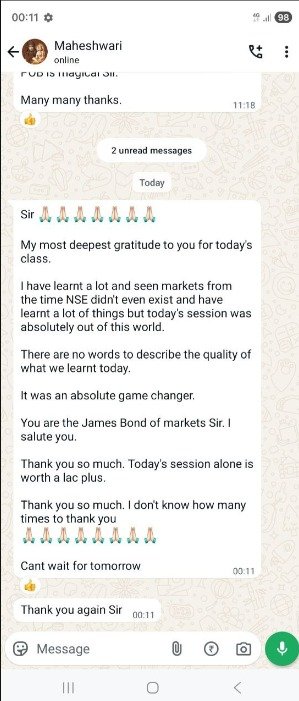 00:11
4G
98
Maheshwari
online
POB is magical Sir.
Many many thanks.
11:18
2 unread messages
Today
Sir
My most deepest gratitude to you for today's
class.
I have learnt a lot and seen markets from
the time NSE didn't even exist and have
learnt a lot of things but today's session was
absolutely out of this world.
There are no words to describe the quality of
what we learnt today.
It was an absolute game changer.
You are the James Bond of markets Sir. I
salute you.
Thank you so much. Today's session alone is
worth a lac plus.
Thank you so much. I don't know how many
times to thank you
Cant wait for tomorrow
00:11
Thank you again Sir 00:11
Message